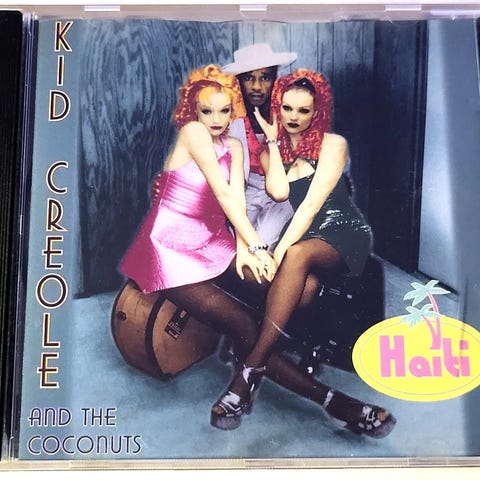 KID CREOLE
AND THE
COCONUTS
Haiti